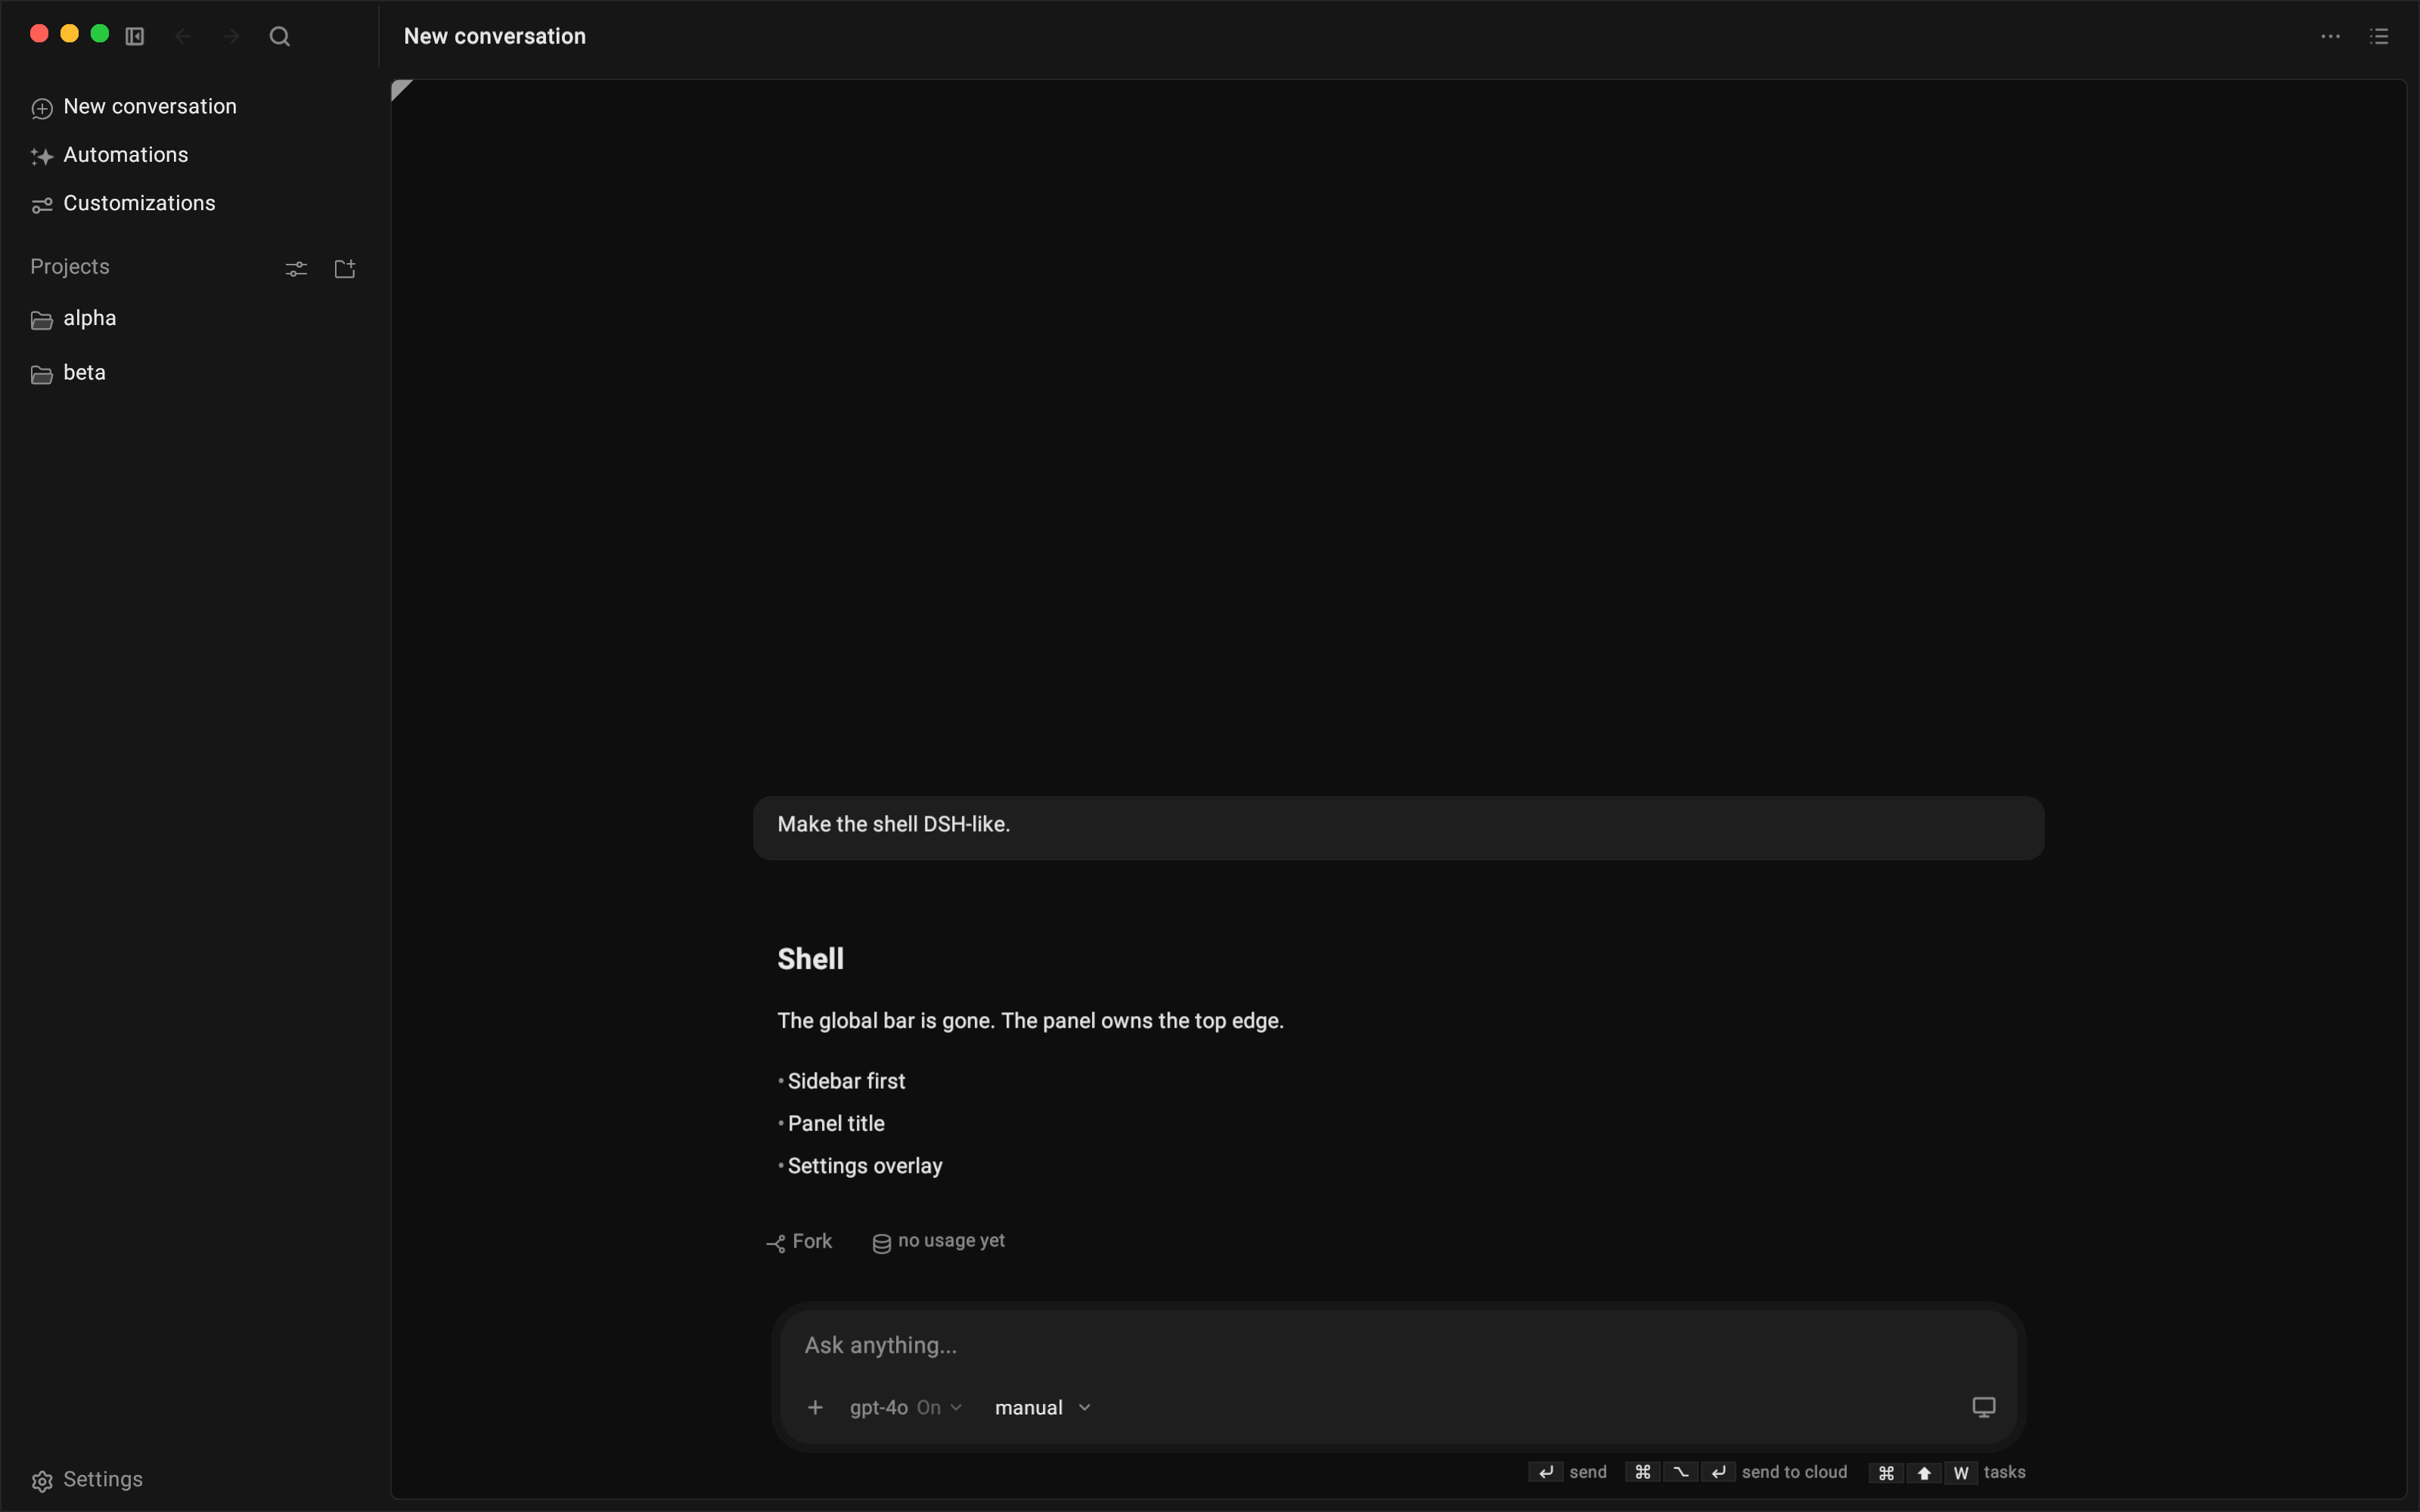 New conversation
New conversation
Automations
Customizations
Projects
alpha
beta
Make the shell DSH-like.
Shell
The global bar is gone. The panel owns the top edge.
• Sidebar first
• Panel title
• Settings overlay
Fork no usage yet
Ask anything...
+ gpt-4o On manual
↵ send ⌘ ⌥ ↵ send to cloud ⌘ ⬆ W tasks
Settings